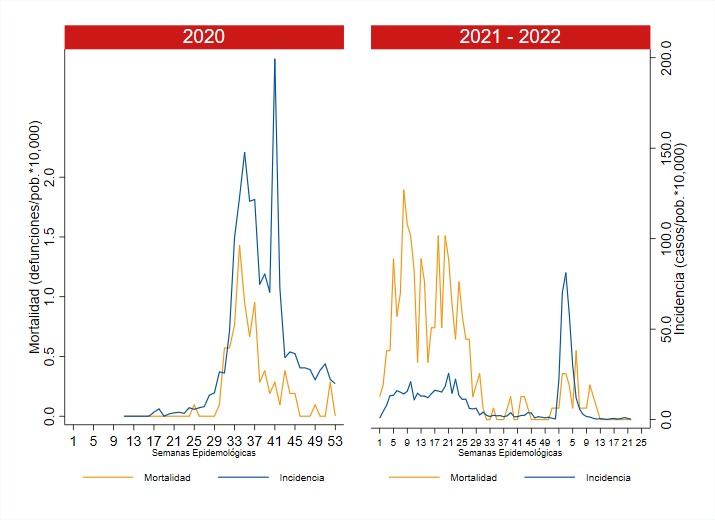 2020
2021 - 2022
Mortalidad (defunciones/pob.*10,000)
0.0 0.5 1.0 1.5 2.0
1 5 9 13 17 21 25 29 33 37 41 45 49 53
Semanas Epidemológicas
Mortalidad Incidencia
Incidencia (casos/pob.*10,000)
0.0 50.0 100.0 150.0 200.0
1 5 9 13 17 21 25 29 33 37 41 45 49 1 5 9 13 17 21 25
Semanas Epidemológicas
Mortalidad Incidencia